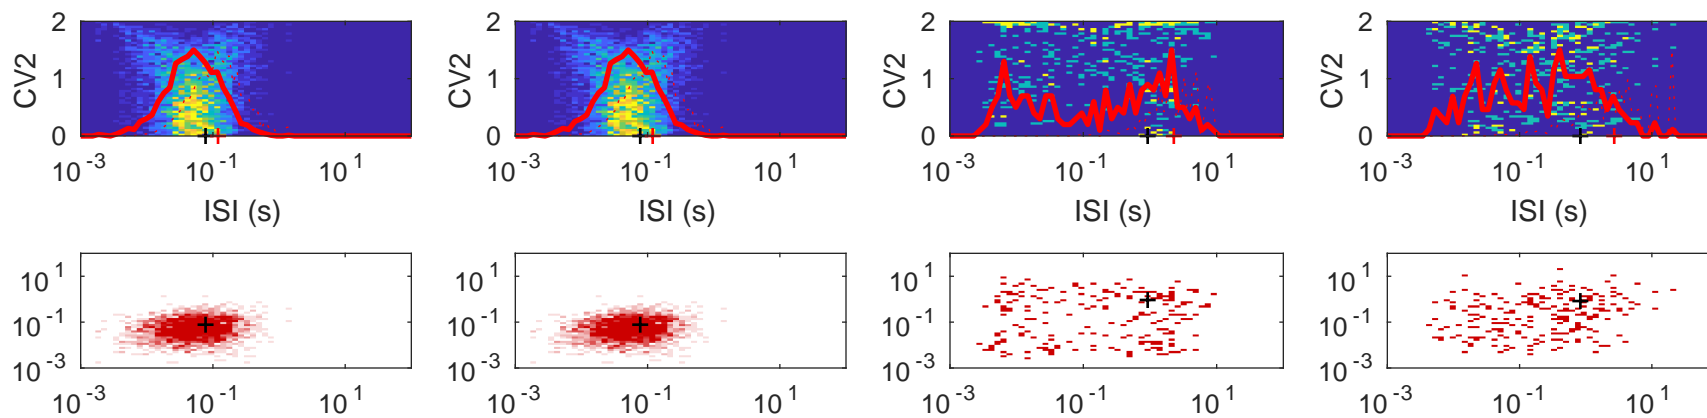 2 2 2 2
CV2 CV2 CV2 CV2
1 1 1 1
0 0 0 0
10^-3 10^-1 10^1 10^-3 10^-1 10^1 10^-3 10^-1 10^1 10^-3 10^-1 10^1
ISI (s) ISI (s) ISI (s) ISI (s)
10^1 10^1 10^1 10^1
10^-1 10^-1 10^-1 10^-1
10^-3 10^-3 10^-3 10^-3
10^-3 10^-1 10^1 10^-3 10^-1 10^1 10^-3 10^-1 10^1 10^-3 10^-1 10^1